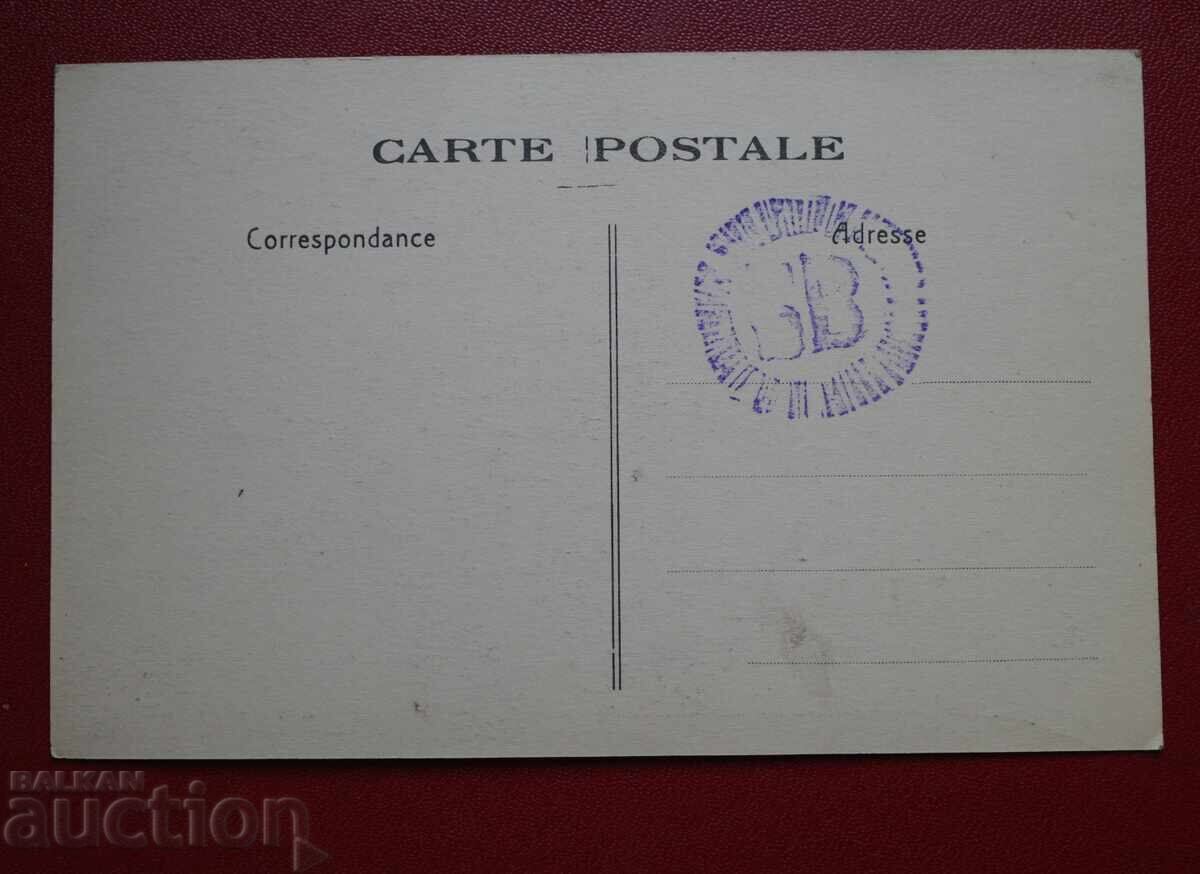 CARTE POSTALE
Correspondance
Adresse
BALKAN
auction